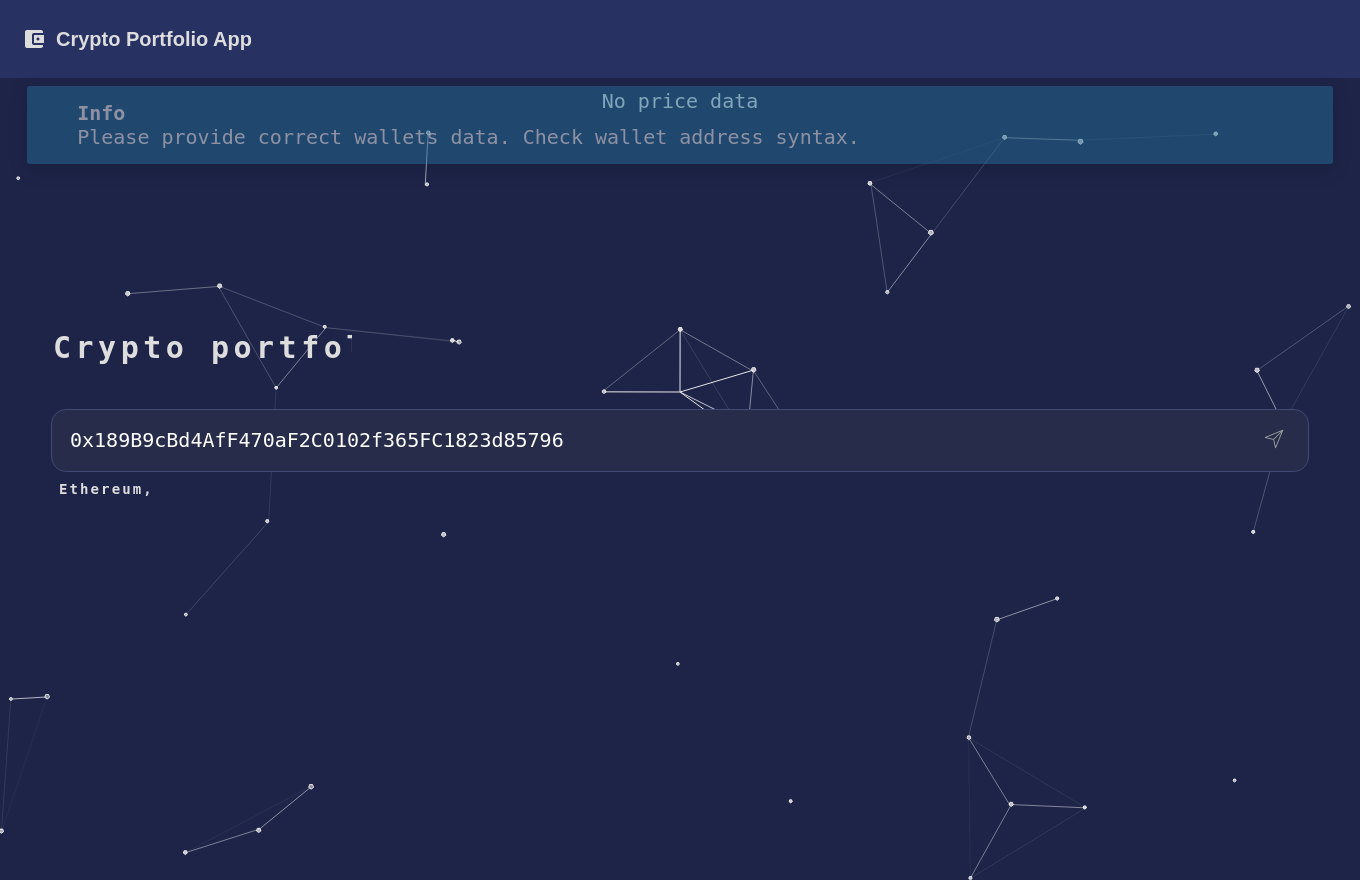 Crypto Portfolio App
No price data
Info
Please provide correct wallets data. Check wallet address syntax.
Crypto portfo
0x189B9cBd4AfF470aF2C0102f365FC1823d85796
Ethereum,